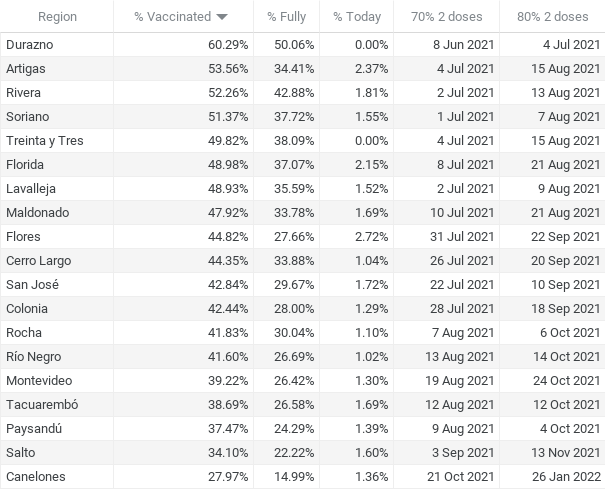 Region % Vaccinated % Fully % Today 70% 2 doses 80% 2 doses
Durazno 60.29% 50.06% 0.00% 8 Jun 2021 4 Jul 2021
Artigas 53.56% 34.41% 2.37% 4 Jul 2021 15 Aug 2021
Rivera 52.26% 42.88% 1.81% 2 Jul 2021 13 Aug 2021
Soriano 51.37% 37.72% 1.55% 1 Jul 2021 7 Aug 2021
Treinta y Tres 49.82% 38.09% 0.00% 4 Jul 2021 15 Aug 2021
Florida 48.98% 37.07% 2.15% 8 Jul 2021 21 Aug 2021
Lavalleja 48.93% 35.59% 1.52% 2 Jul 2021 9 Aug 2021
Maldonado 47.92% 33.78% 1.69% 10 Jul 2021 21 Aug 2021
Flores 44.82% 27.66% 2.72% 31 Jul 2021 22 Sep 2021
Cerro Largo 44.35% 33.88% 1.04% 26 Jul 2021 20 Sep 2021
San José 42.84% 29.67% 1.72% 22 Jul 2021 10 Sep 2021
Colonia 42.44% 28.00% 1.29% 28 Jul 2021 18 Sep 2021
Rocha 41.83% 30.04% 1.10% 7 Aug 2021 6 Oct 2021
Río Negro 41.60% 26.69% 1.02% 13 Aug 2021 14 Oct 2021
Montevideo 39.22% 26.42% 1.30% 19 Aug 2021 24 Oct 2021
Tacuarembó 38.69% 26.58% 1.69% 12 Aug 2021 12 Oct 2021
Paysandú 37.47% 24.29% 1.39% 9 Aug 2021 4 Oct 2021
Salto 34.10% 22.22% 1.60% 3 Sep 2021 13 Nov 2021
Canelones 27.97% 14.99% 1.36% 21 Oct 2021 26 Jan 2022